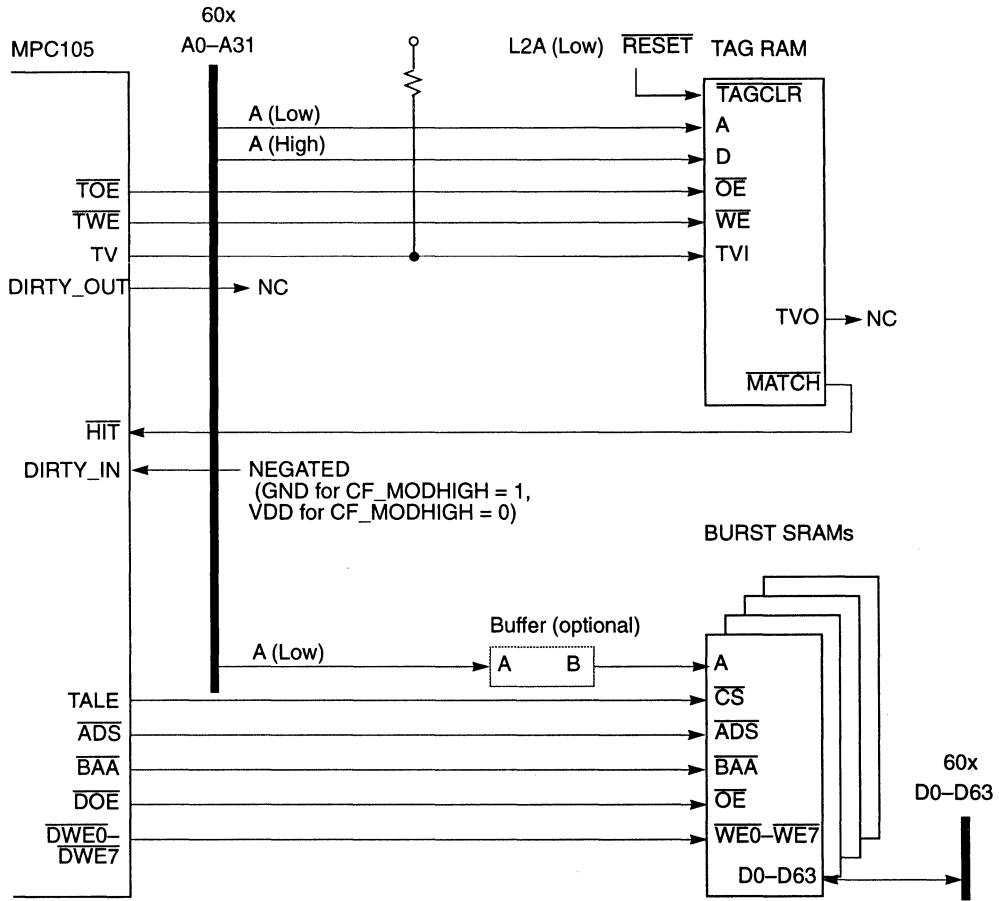 60x
A0–A31
MPC105
L2A (Low) RESET TAG RAM
TAGCLR
A (Low)
A
A (High)
D
TOE
OE
TWE
WE
TV
TVI
DIRTY_OUT
NC
TVO
NC
MATCH
HIT
DIRTY_IN
NEGATED
(GND for CF_MODHIGH = 1,
VDD for CF_MODHIGH = 0)
BURST SRAMs
Buffer (optional)
A (Low)
A B
A
TALE
CS
ADS
ADS
BAA
BAA
DOE
OE
DWE0–
DWE7
WE0–WE7
D0–D63
60x
D0–D63